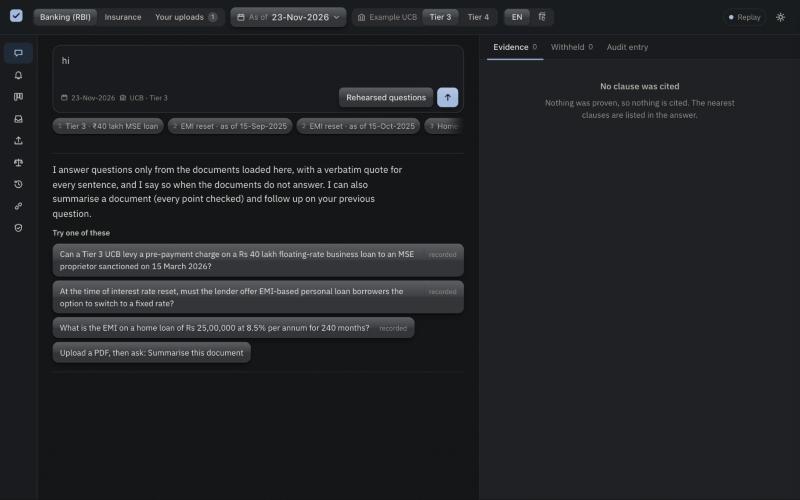 Banking (RBI) Insurance Your uploads 1 As of 23-Nov-2026 Example UCB Tier 3 Tier 4 EN हिं Replay
hi
23-Nov-2026 UCB · Tier 3 Rehearsed questions
1 Tier 3 · ₹40 lakh MSE loan 2 EMI reset · as of 15-Sep-2025 2 EMI reset · as of 15-Oct-2025 3 Home
I answer questions only from the documents loaded here, with a verbatim quote for
every sentence, and I say so when the documents do not answer. I can also
summarise a document (every point checked) and follow up on your previous
question.
Try one of these
Can a Tier 3 UCB levy a pre-payment charge on a Rs 40 lakh floating-rate business loan to an MSE recorded
proprietor sanctioned on 15 March 2026?
At the time of interest rate reset, must the lender offer EMI-based personal loan borrowers the recorded
option to switch to a fixed rate?
What is the EMI on a home loan of Rs 25,00,000 at 8.5% per annum for 240 months? recorded
Upload a PDF, then ask: Summarise this document
Evidence 0 Withheld 0 Audit entry
No clause was cited
Nothing was proven, so nothing is cited. The nearest
clauses are listed in the answer.